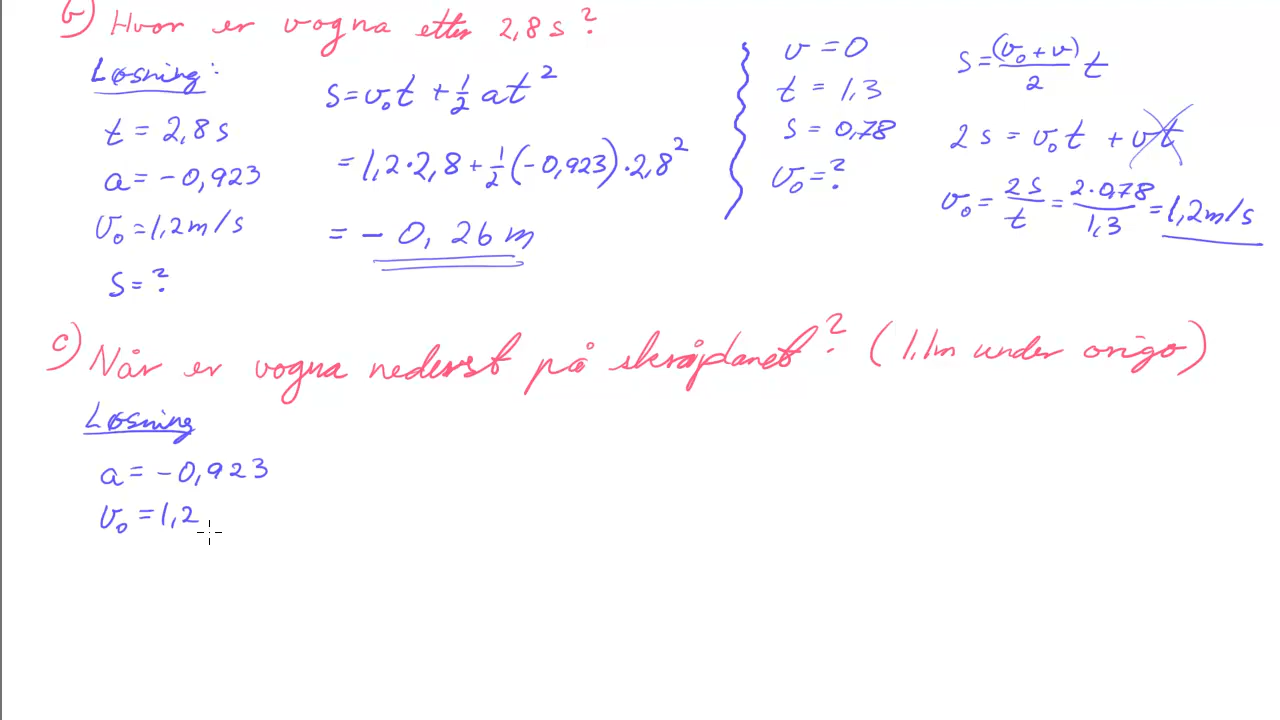 b) Hvor er vogna etter 2,8 s?
Løsning:
t = 2,8 s
a = -0,923
v₀ = 1,2 m/s
s = ?
s = v₀t + ½ at²
= 1,2·2,8 + ½(-0,923)·2,8²
= -0,26 m
v = 0
t = 1,3
s = 0,78
v₀ = ?
s = (v₀ + v)/2 t
2s = v₀t + vt
v₀ = 2s/t = 2·0,78/1,3 = 1,2 m/s
c) Når er vogna nederst på skråplanet? (1,1m under origo)
Løsning
a = -0,923
v₀ = 1,2